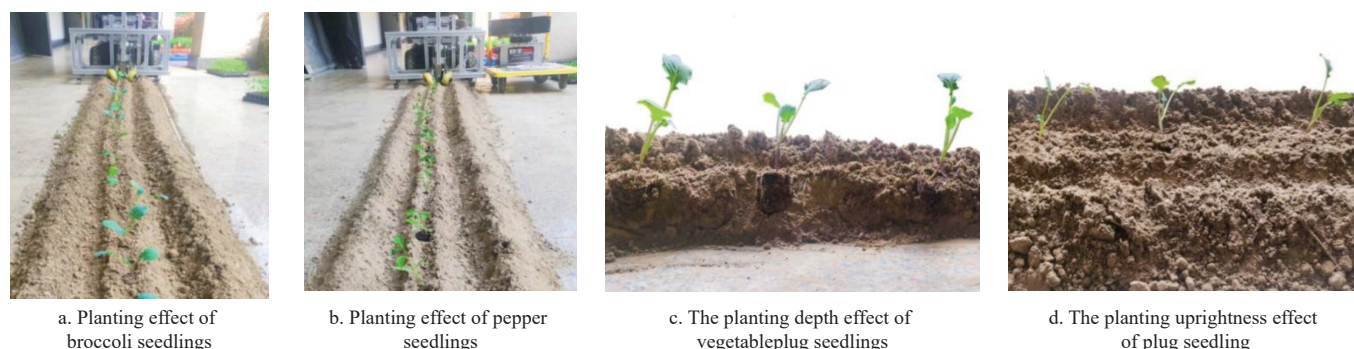 a. Planting effect of
broccoli seedlings
b. Planting effect of pepper
seedlings
c. The planting depth effect of
vegetableplug seedlings
d. The planting uprightness effect
of plug seedling